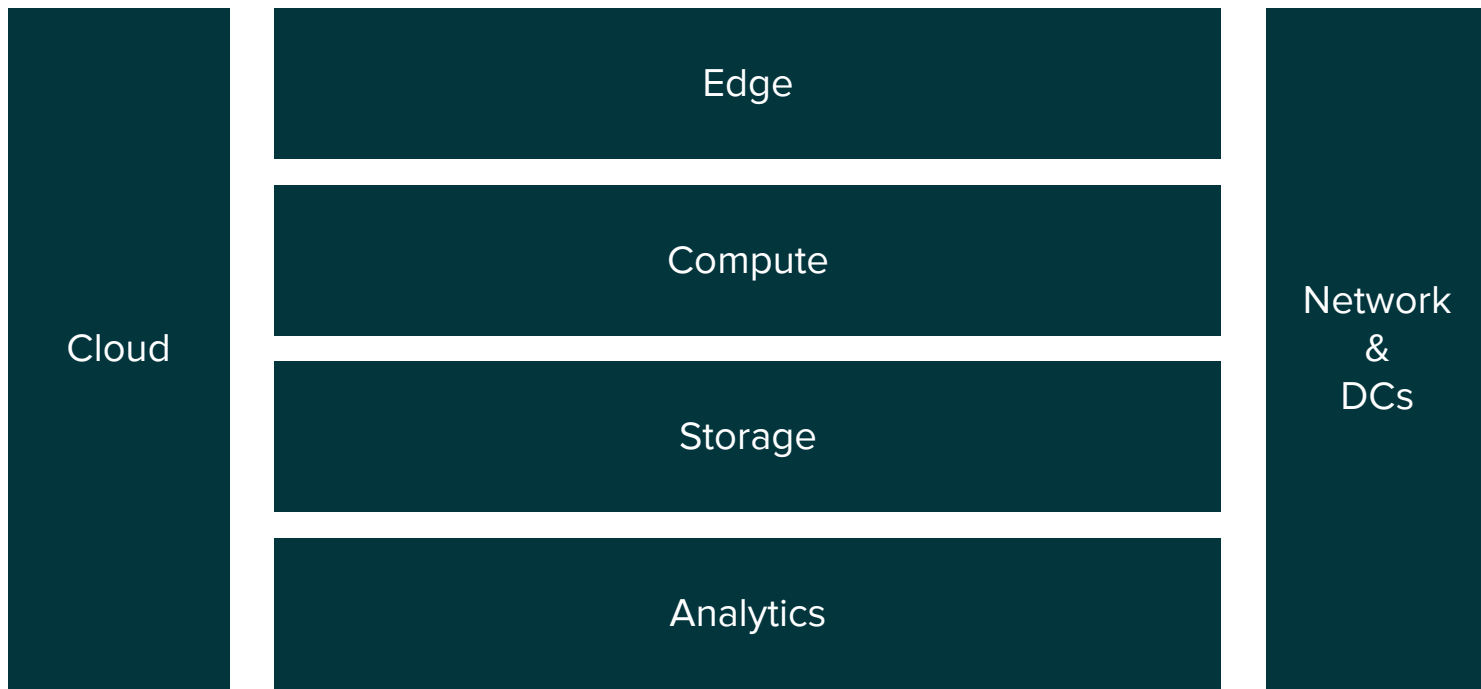 Cloud
Edge
Compute
Storage
Analytics
Network
&
DCs